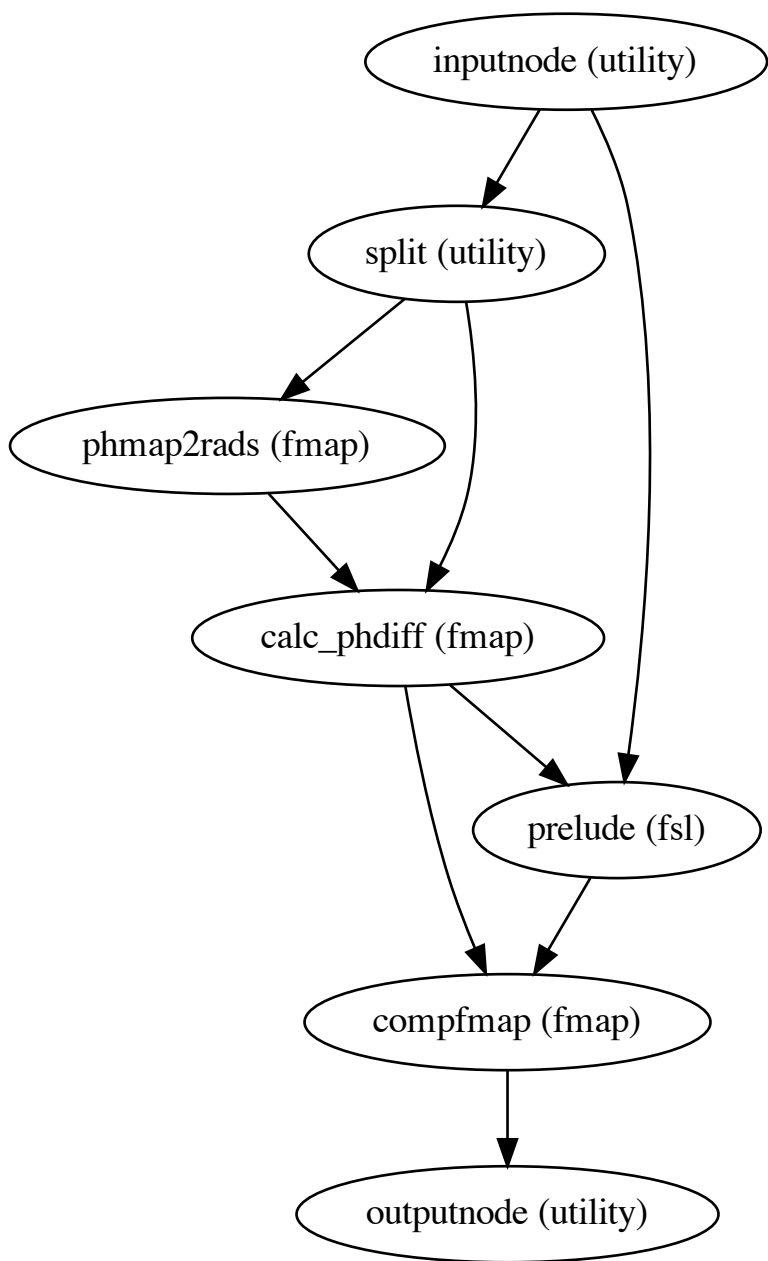 inputnode (utility)
split (utility)
phmap2rads (fmap)
calc_phdiff (fmap)
prelude (fsl)
compfmap (fmap)
outputnode (utility)